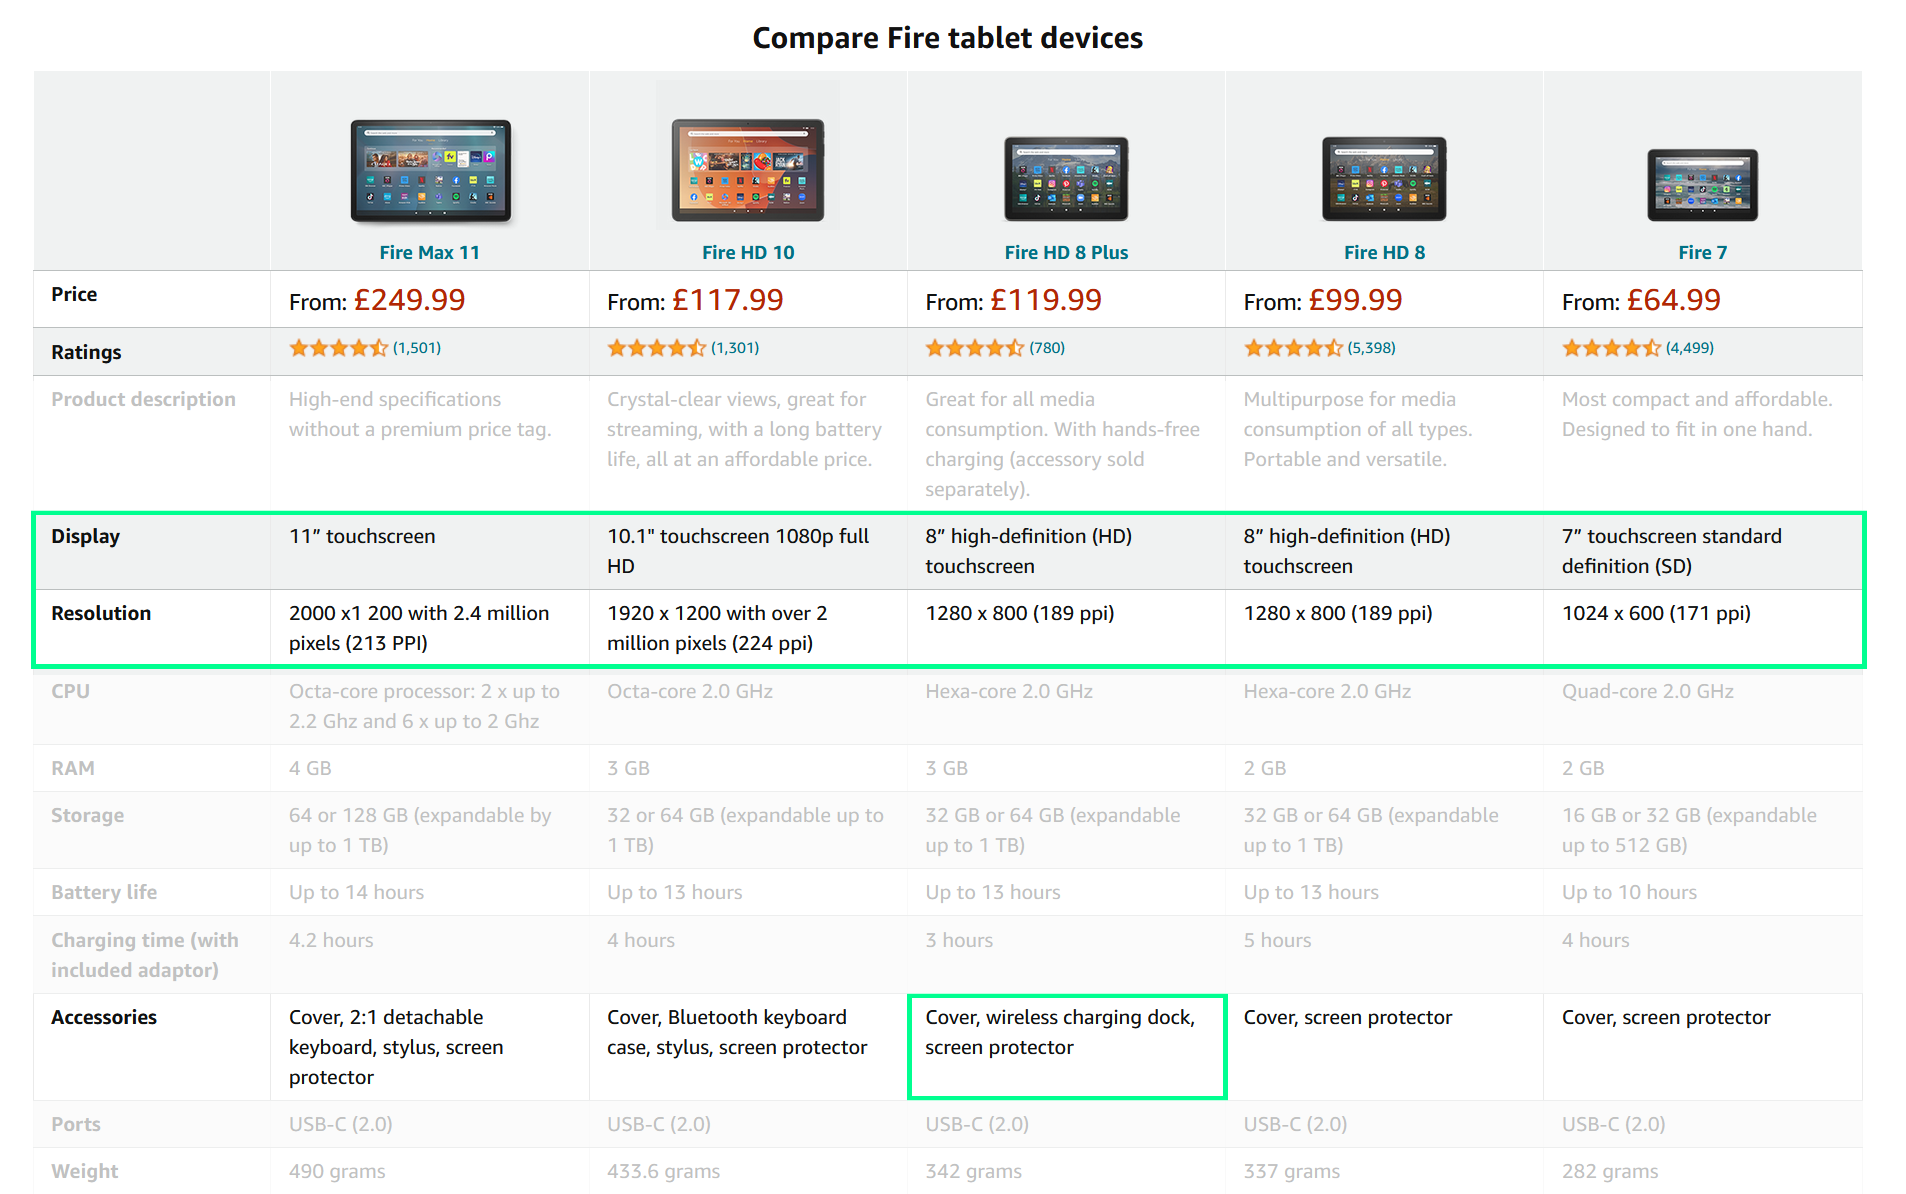 Compare Fire tablet devices
Fire Max 11
Fire HD 10
Fire HD 8 Plus
Fire HD 8
Fire 7
Price
From: £249.99
From: £117.99
From: £119.99
From: £99.99
From: £64.99
Ratings
(1,501)
(1,301)
(780)
(5,398)
(4,499)
Product description
High-end specifications
without a premium price tag.
Crystal-clear views, great for
streaming, with a long battery
life, all at an affordable price.
Great for all media
consumption. With hands-free
charging (accessory sold
separately).
Multipurpose for media
consumption of all types.
Portable and versatile.
Most compact and affordable.
Designed to fit in one hand.
Display
11” touchscreen
10.1" touchscreen 1080p full
HD
8” high-definition (HD)
touchscreen
8” high-definition (HD)
touchscreen
7” touchscreen standard
definition (SD)
Resolution
2000 x1 200 with 2.4 million
pixels (213 PPI)
1920 x 1200 with over 2
million pixels (224 ppi)
1280 x 800 (189 ppi)
1280 x 800 (189 ppi)
1024 x 600 (171 ppi)
CPU
Octa-core processor: 2 x up to
2.2 Ghz and 6 x up to 2 Ghz
Octa-core 2.0 GHz
Hexa-core 2.0 GHz
Hexa-core 2.0 GHz
Quad-core 2.0 GHz
RAM
4 GB
3 GB
3 GB
2 GB
2 GB
Storage
64 or 128 GB (expandable by
up to 1 TB)
32 or 64 GB (expandable up to
1 TB)
32 GB or 64 GB (expandable
up to 1 TB)
32 GB or 64 GB (expandable
up to 1 TB)
16 GB or 32 GB (expandable
up to 512 GB)
Battery life
Up to 14 hours
Up to 13 hours
Up to 13 hours
Up to 13 hours
Up to 10 hours
Charging time (with
included adaptor)
4.2 hours
4 hours
3 hours
5 hours
4 hours
Accessories
Cover, 2:1 detachable
keyboard, stylus, screen
protector
Cover, Bluetooth keyboard
case, stylus, screen protector
Cover, wireless charging dock,
screen protector
Cover, screen protector
Cover, screen protector
Ports
USB-C (2.0)
USB-C (2.0)
USB-C (2.0)
USB-C (2.0)
USB-C (2.0)
Weight
490 grams
433.6 grams
342 grams
337 grams
282 grams